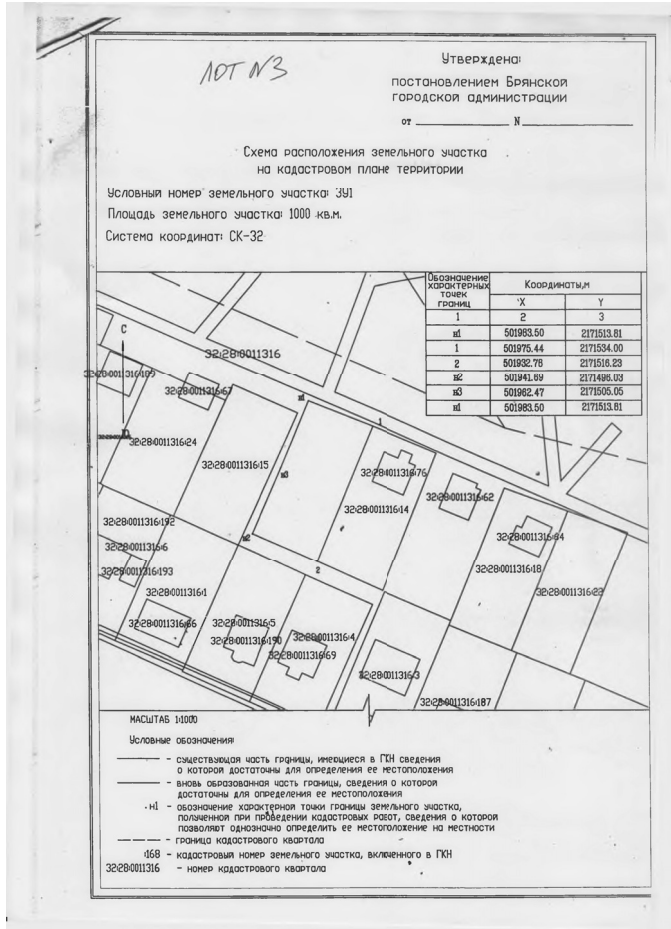 ЛОТ №3
Утверждена:
постановлением Брянской
городской администрации
от ____________ N ____________
Схема расположения земельного участка
на кадастровом плане территории
Условный номер земельного участка: ЗУ1
Площадь земельного участка: 1000 кв.м.
Система координат: СК-32
Обозначение характерных точек границ | Координаты,м
X | Y
1 | 2 | 3
н1 | 501983.50 | 2171513.81
1 | 501975.44 | 2171534.00
2 | 501932.78 | 2171516.23
н2 | 501941.69 | 2171496.03
н3 | 501962.47 | 2171505.05
н1 | 501983.50 | 2171513.81
С
32:28:0011316
32:28:0011316:109
32:28:0011316:67
н1
1
32:28:0011316:24
32:28:0011316:15
н3
32:28:0011316:76
32:28:0011316:62
32:28:0011316:14
32:28:0011316:192
н2
32:28:0011316:6
2
32:28:0011316:18
32:28:0011316:193
32:28:0011316:1
32:28:0011316:66
32:28:0011316:5
32:28:0011316:190
32:28:0011316:4
32:28:0011316:69
32:28:0011316:3
32:28:0011316:187
МАСШТАБ 1:1000
Условные обозначения:
- существующая часть границы, имеющиеся в ГКН сведения
о которой достаточны для определения ее местоположения
- вновь образованная часть границы, сведения о которой
достаточны для определения ее местоположения
н1 - обозначение характерной точки границы земельного участка,
полученной при проведении кадастровых работ, сведения о которой
позволяют однозначно определить ее местоположение на местности
- граница кадастрового квартала
:168 - кадастровый номер земельного участка, включенного в ГКН
32:28:0011316 - номер кадастрового квартала